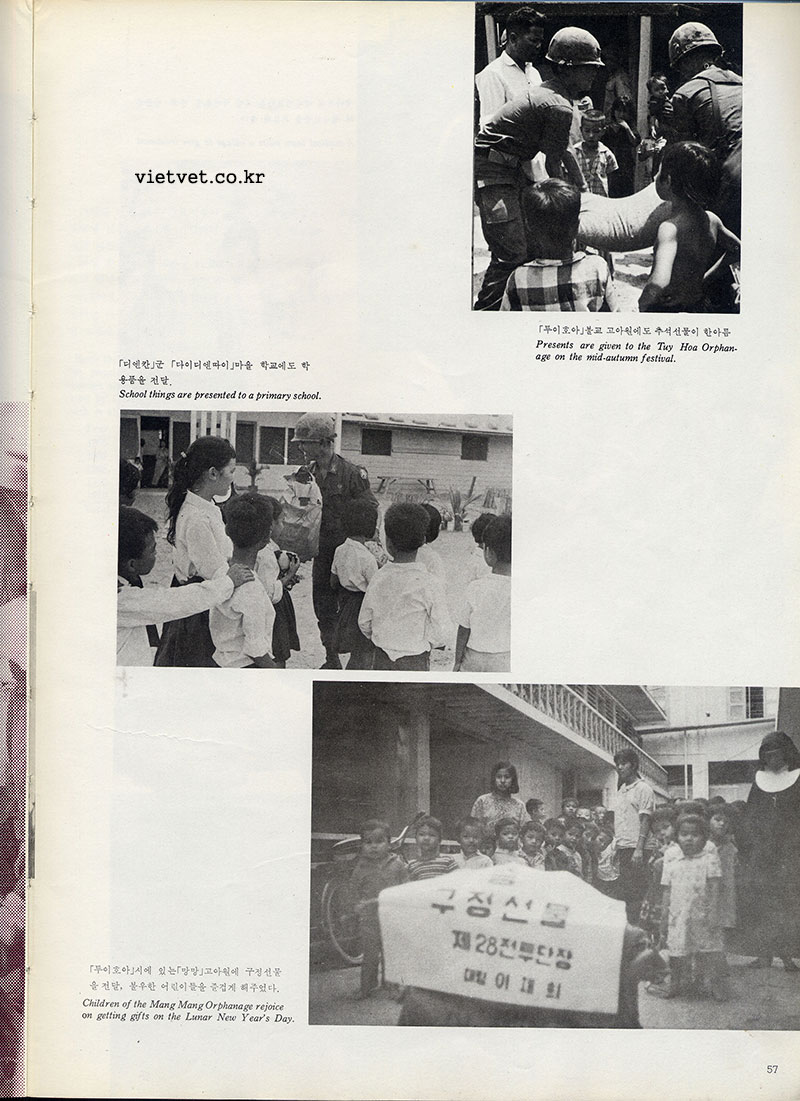 vietvet.co.kr
「투이호아」불교 고아원에도 추석선물이 한아름
Presents are given to the Tuy Hoa Orphan-
age on the mid-autumn festival.
「디엔칸」군 「다이디엔따이」마을 학교에도 학
용품을 전달.
School things are presented to a primary school.
구정선물
제28전투단장
대령 이재
「투이호아」시에 있는「망망」고아원에 구정선물
을 전달, 불우한 어린이들을 즐겁게 해주었다.
Children of the Mang Mang Orphanage rejoice
on getting gifts on the Lunar New Year's Day.
57